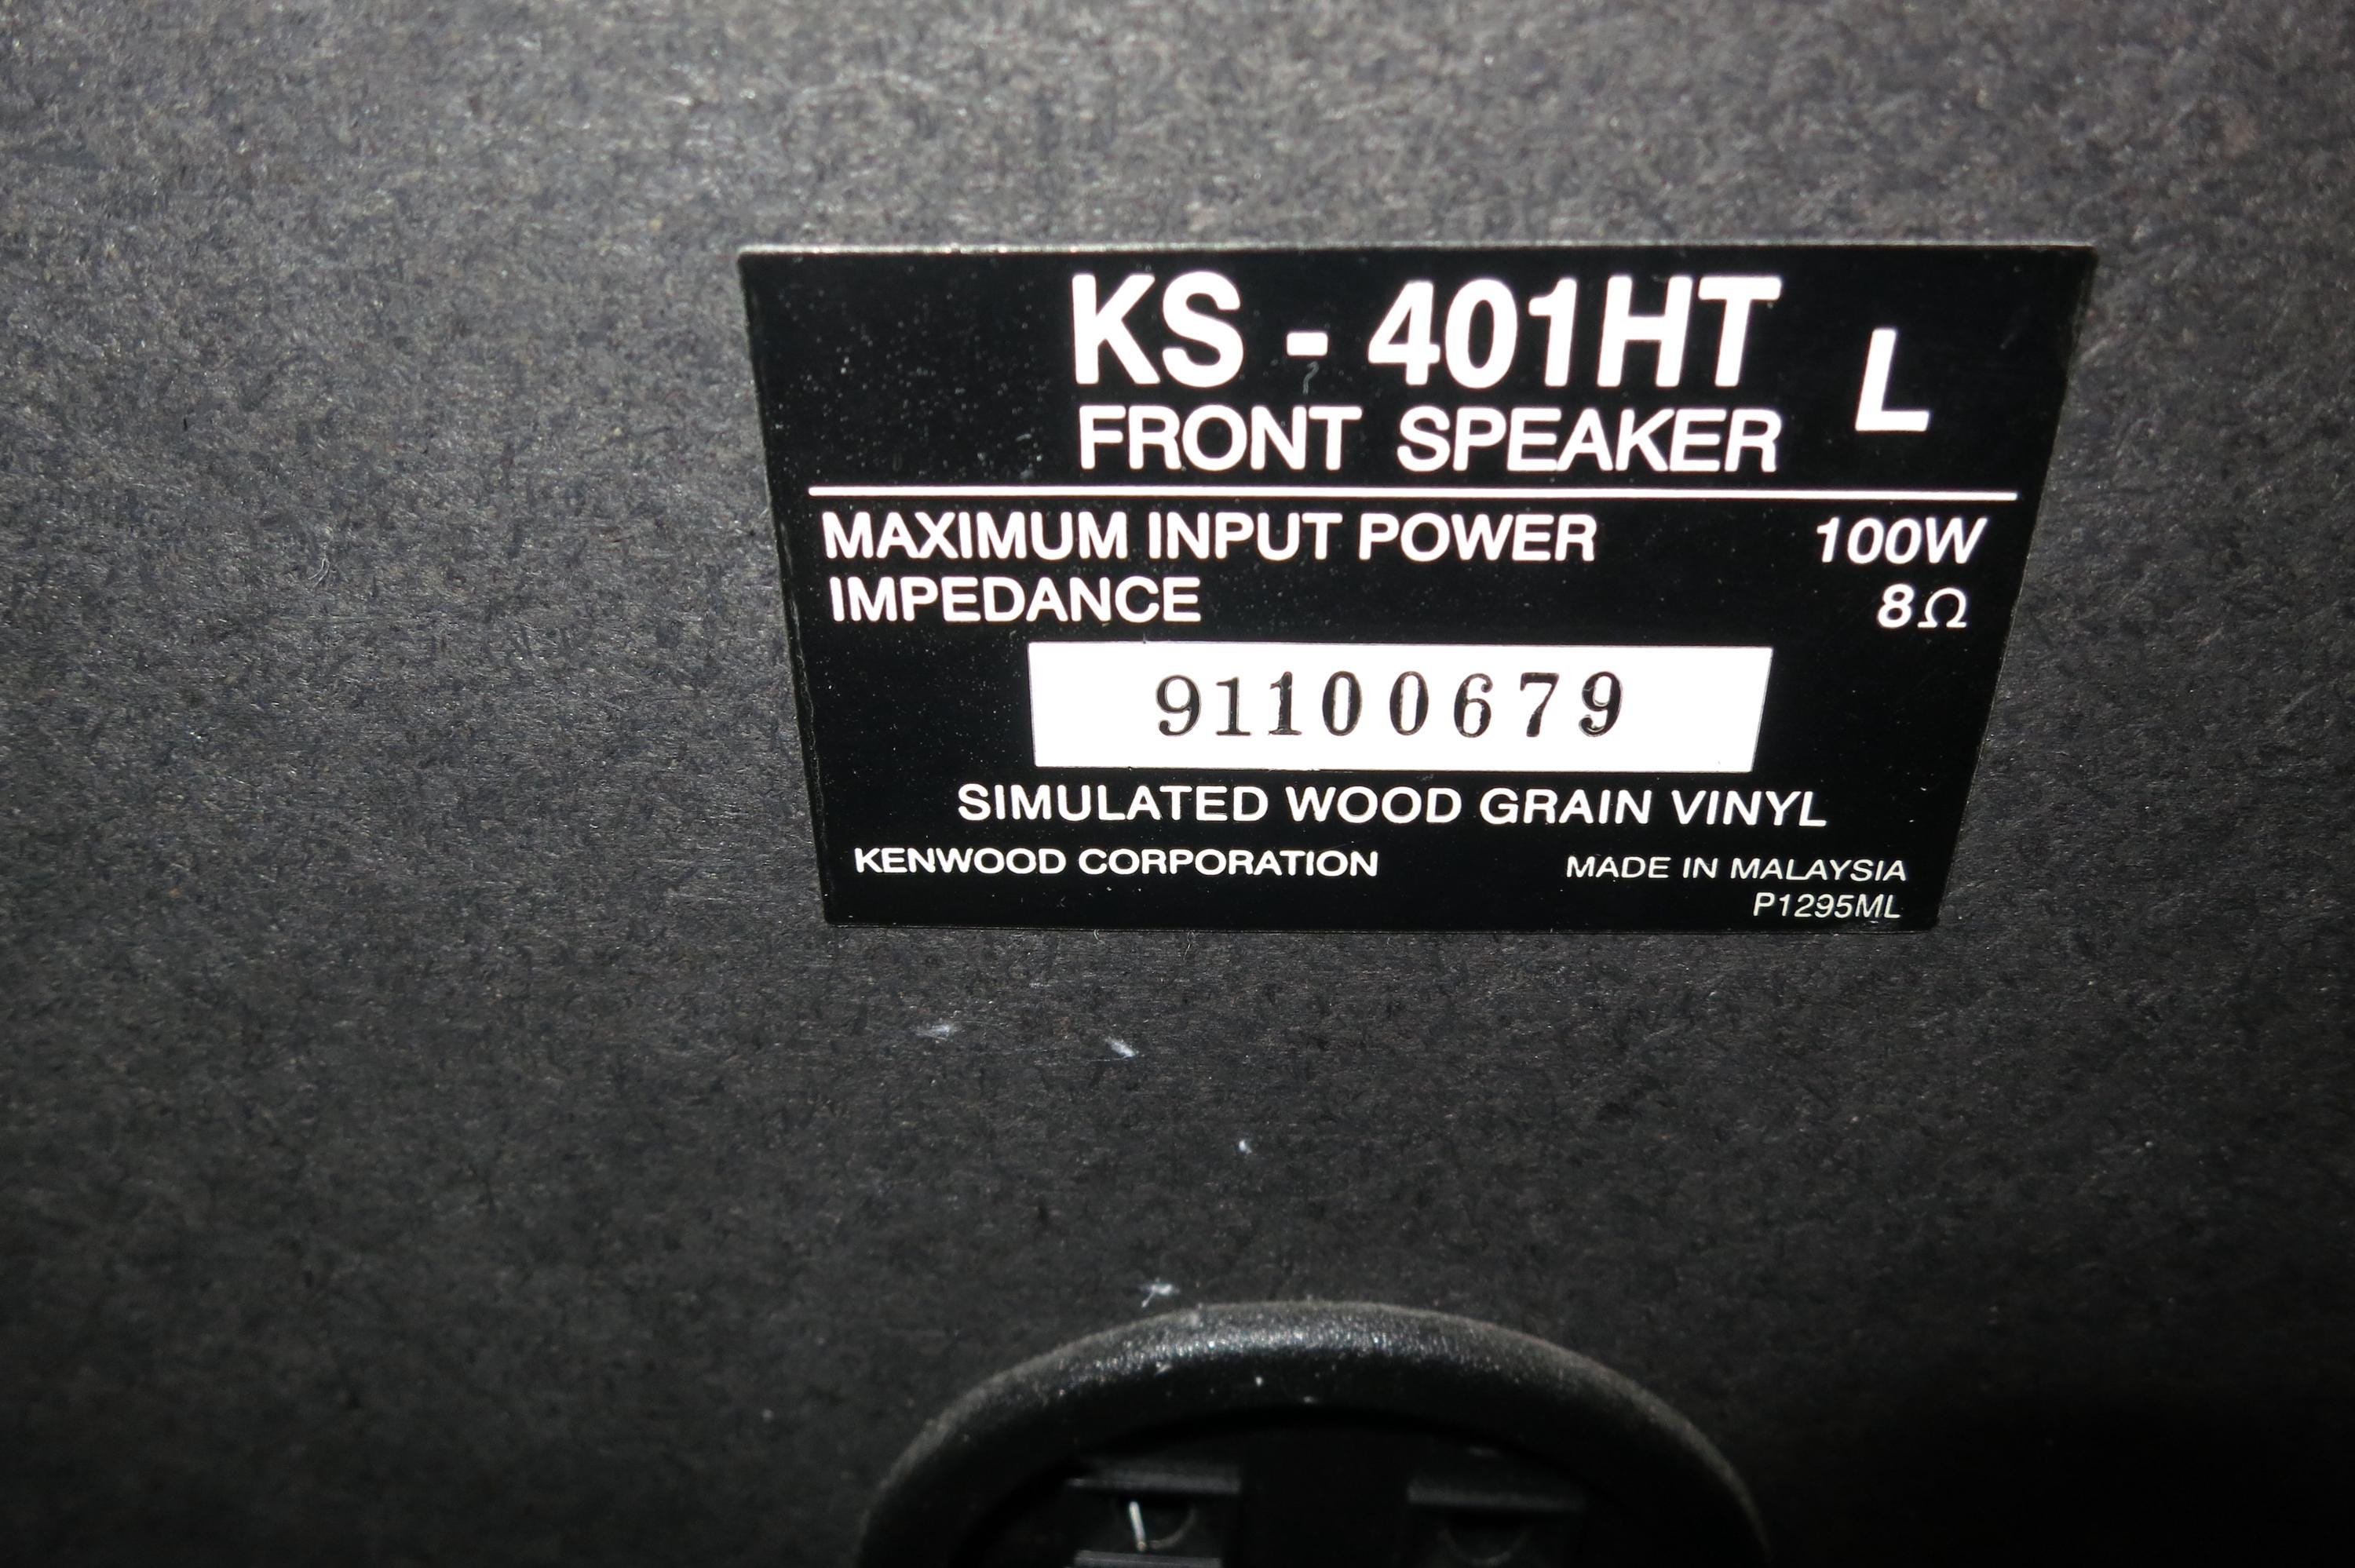 KS - 401HT L
FRONT SPEAKER
MAXIMUM INPUT POWER 100W
IMPEDANCE 8Ω
91100679
SIMULATED WOOD GRAIN VINYL
KENWOOD CORPORATION MADE IN MALAYSIA
P1295ML